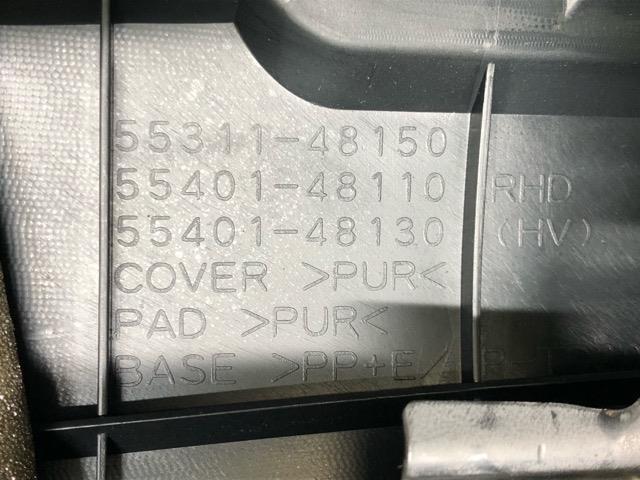 55311-48150
55401-48110 RHD
55401-48130 (HV)
COVER >PUR<
PAD >PUR<
BASE >PP+E/